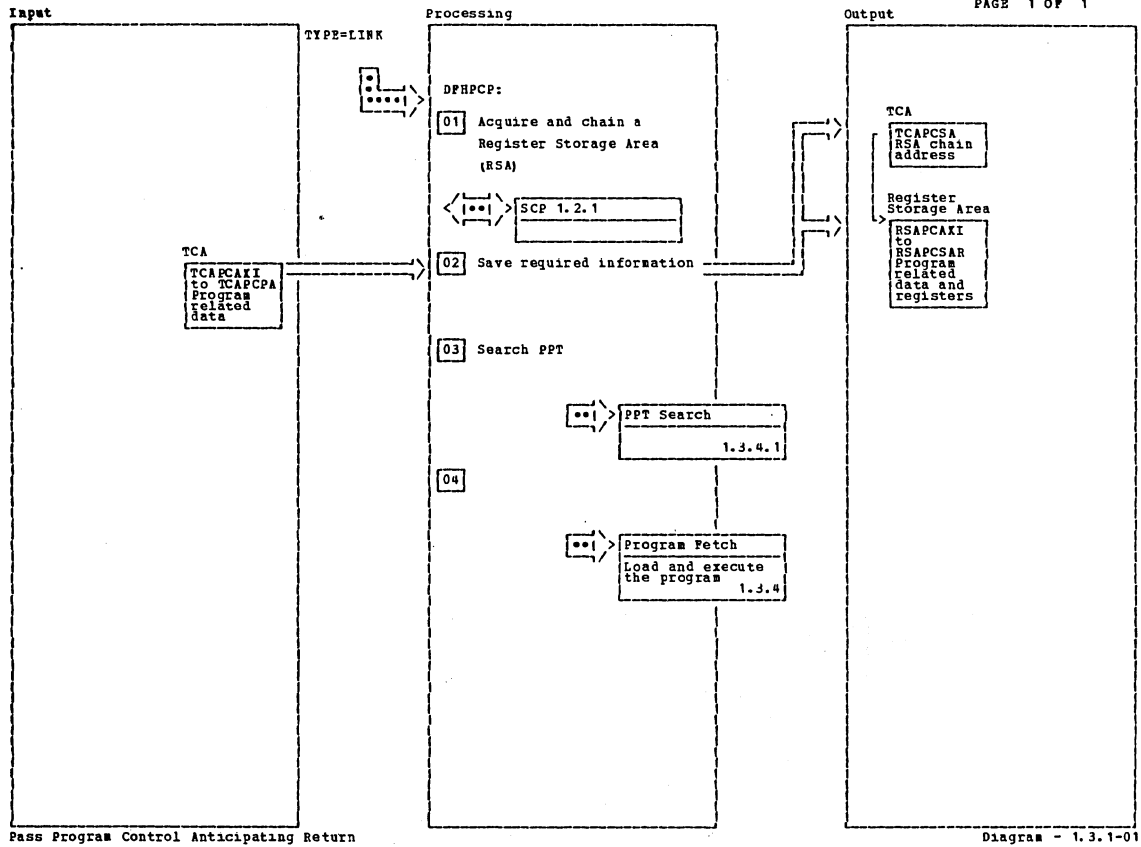 PAGE 1 OF 1
Input
Processing
Output
TYPE=LINK
DFHPCP:
01 Acquire and chain a
Register Storage Area
(RSA)
SCP 1.2.1
TCA
TCAPCSA
RSA chain
address
Register
Storage Area
RSAPCAXI
to
RSAPCSAR
Program
related
data and
registers
TCA
TCAPCAXI
to TCAPCPA
Program
related
data
02 Save required information
03 Search PPT
PPT Search
1.3.4.1
04
Program Fetch
Load and execute
the program
1.3.4
Pass Program Control Anticipating Return
Diagram - 1.3.1-01